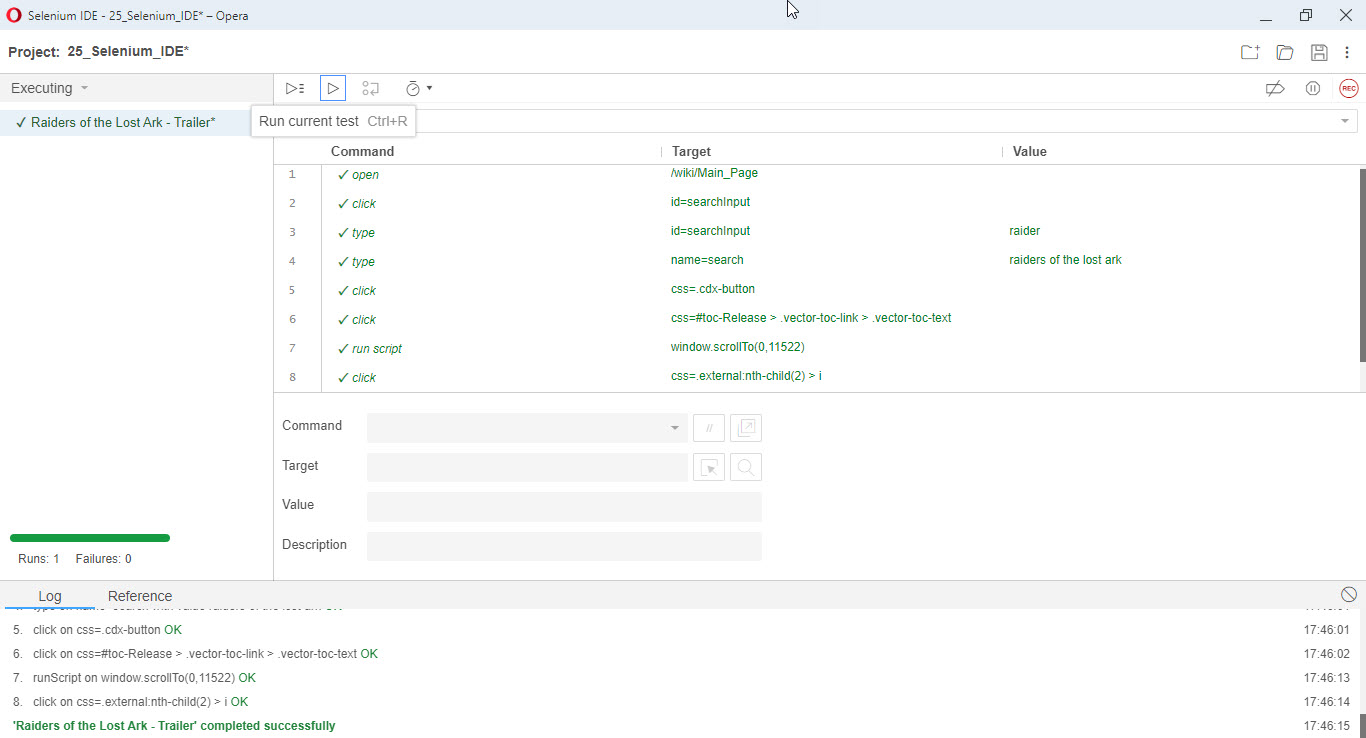 Selenium IDE - 25_Selenium_IDE* – Opera
Project: 25_Selenium_IDE*
Executing
REC
✓ Raiders of the Lost Ark - Trailer*
Run current test Ctrl+R
Command Target Value
1 ✓ open /wiki/Main_Page
2 ✓ click id=searchInput
3 ✓ type id=searchInput raider
4 ✓ type name=search raiders of the lost ark
5 ✓ click css=.cdx-button
6 ✓ click css=#toc-Release > .vector-toc-link > .vector-toc-text
7 ✓ run script window.scrollTo(0,11522)
8 ✓ click css=.external:nth-child(2) > i
Command
//
Target
Value
Description
Runs: 1 Failures: 0
Log Reference
5. click on css=.cdx-button OK 17:46:01
6. click on css=#toc-Release > .vector-toc-link > .vector-toc-text OK 17:46:02
7. runScript on window.scrollTo(0,11522) OK 17:46:13
8. click on css=.external:nth-child(2) > i OK 17:46:14
'Raiders of the Lost Ark - Trailer' completed successfully 17:46:15